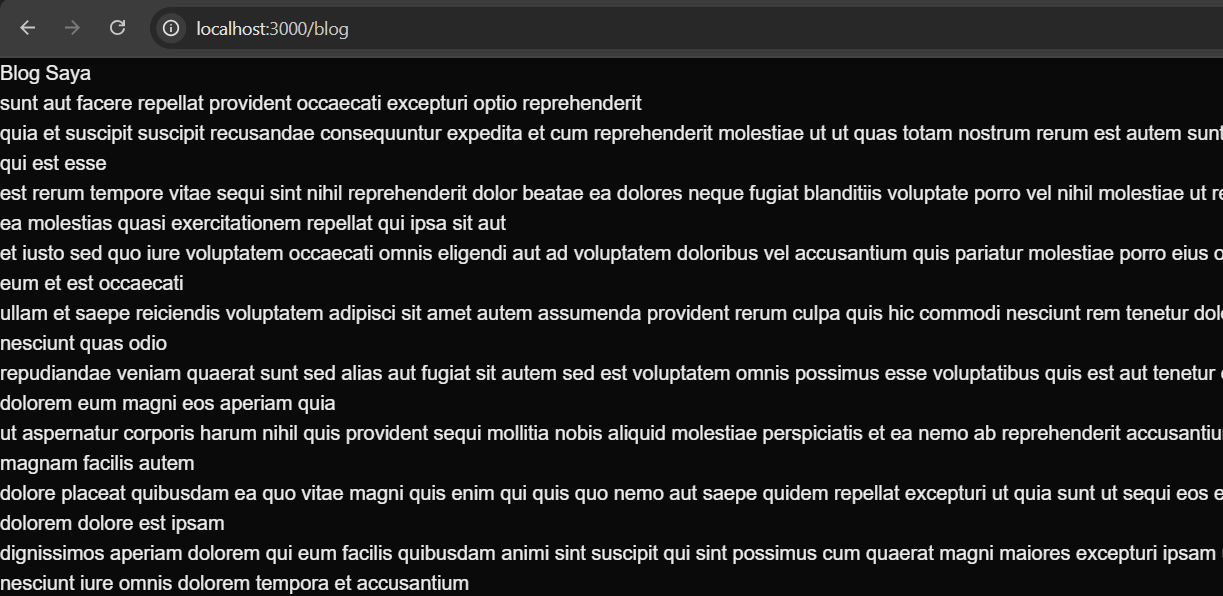 localhost:3000/blog
Blog Saya
sunt aut facere repellat provident occaecati excepturi optio reprehenderit
quia et suscipit suscipit recusandae consequuntur expedita et cum reprehenderit molestiae ut ut quas totam nostrum rerum est autem sunt
qui est esse
est rerum tempore vitae sequi sint nihil reprehenderit dolor beatae ea dolores neque fugiat blanditiis voluptate porro vel nihil molestiae ut
ea molestias quasi exercitationem repellat qui ipsa sit aut
et iusto sed quo iure voluptatem occaecati omnis eligendi aut ad voluptatem doloribus vel accusantium quis pariatur molestiae porro eius
eum et est occaecati
ullam et saepe reiciendis voluptatem adipisci sit amet autem assumenda provident rerum culpa quis hic commodi nesciunt rem tenetur
nesciunt quas odio
repudiandae veniam quaerat sunt sed alias aut fugiat sit autem sed est voluptatem omnis possimus esse voluptatibus quis est aut tenetur
dolorem eum magni eos aperiam quia
ut aspernatur corporis harum nihil quis provident sequi mollitia nobis aliquid molestiae perspiciatis et ea nemo ab reprehenderit
magnam facilis autem
dolore placeat quibusdam ea quo vitae magni quis enim qui quis quo nemo aut saepe quidem repellat excepturi ut quia sunt ut sequi eos
dolorem dolore est ipsam
dignissimos aperiam dolorem qui eum facilis quibusdam animi sint suscipit qui sint possimus cum quaerat magni maiores excepturi ipsam
nesciunt iure omnis dolorem tempora et accusantium